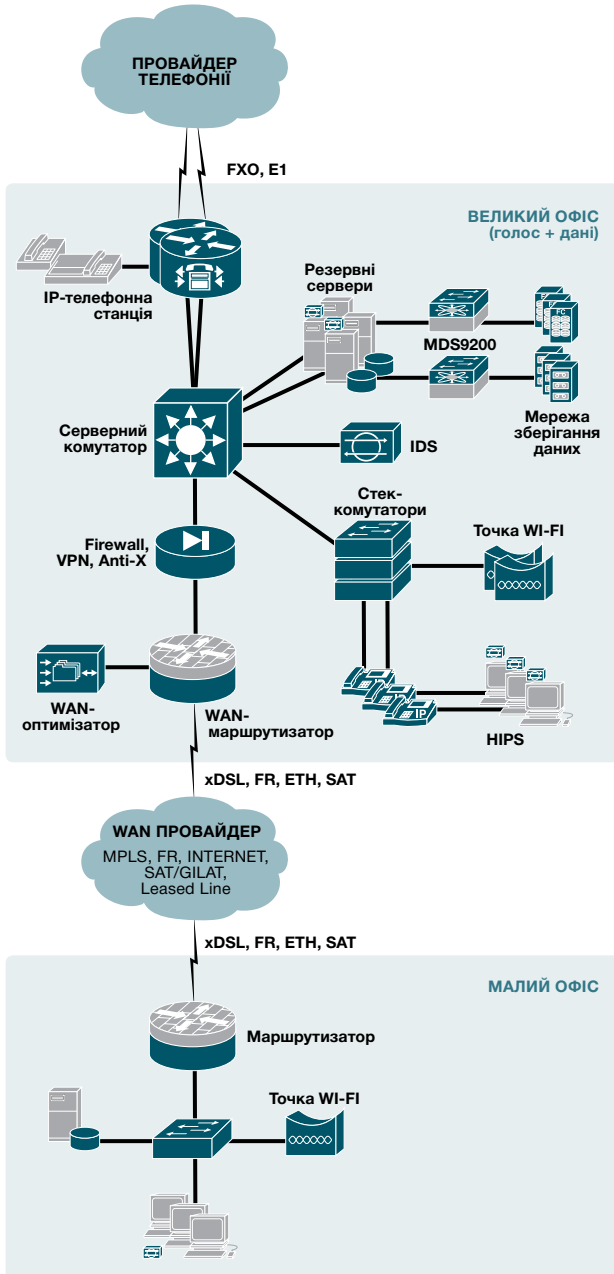 ПРОВАЙДЕР
ТЕЛЕФОНІЇ
FXO, E1
ВЕЛИКИЙ ОФІС
(голос + дані)
IP-телефонна
станція
Резервні
сервери
MDS9200
FC
Мережа
зберігання
даних
Серверний
комутатор
IDS
Стек-
комутатори
Точка WI-FI
Firewall,
VPN, Anti-X
WAN-
оптимізатор
WAN-
маршрутизатор
IP
HIPS
xDSL, FR, ETH, SAT
WAN ПРОВАЙДЕР
MPLS, FR, INTERNET,
SAT/GILAT,
Leased Line
xDSL, FR, ETH, SAT
МАЛИЙ ОФІС
Маршрутизатор
Точка WI-FI